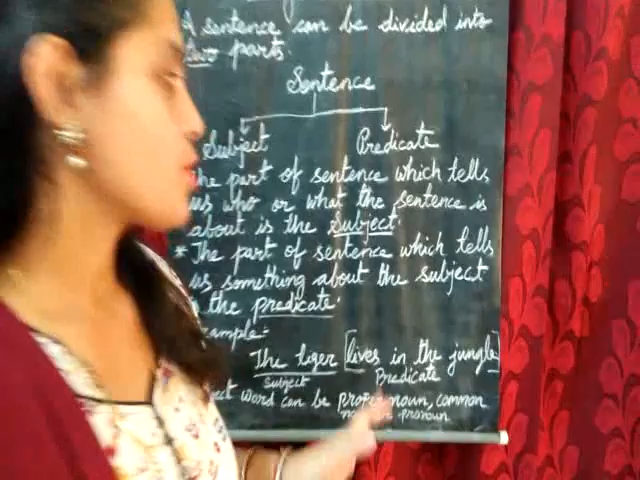 A sentence can be divided into
two parts.
Sentence
Subject Predicate
The part of sentence which tells
us who or what the sentence is
about is the Subject.
* The part of sentence which tells
us something about the subject
the predicate.
Example:-
The tiger [lives in the jungle]
subject Predicate
word can be proper noun, common
pronoun